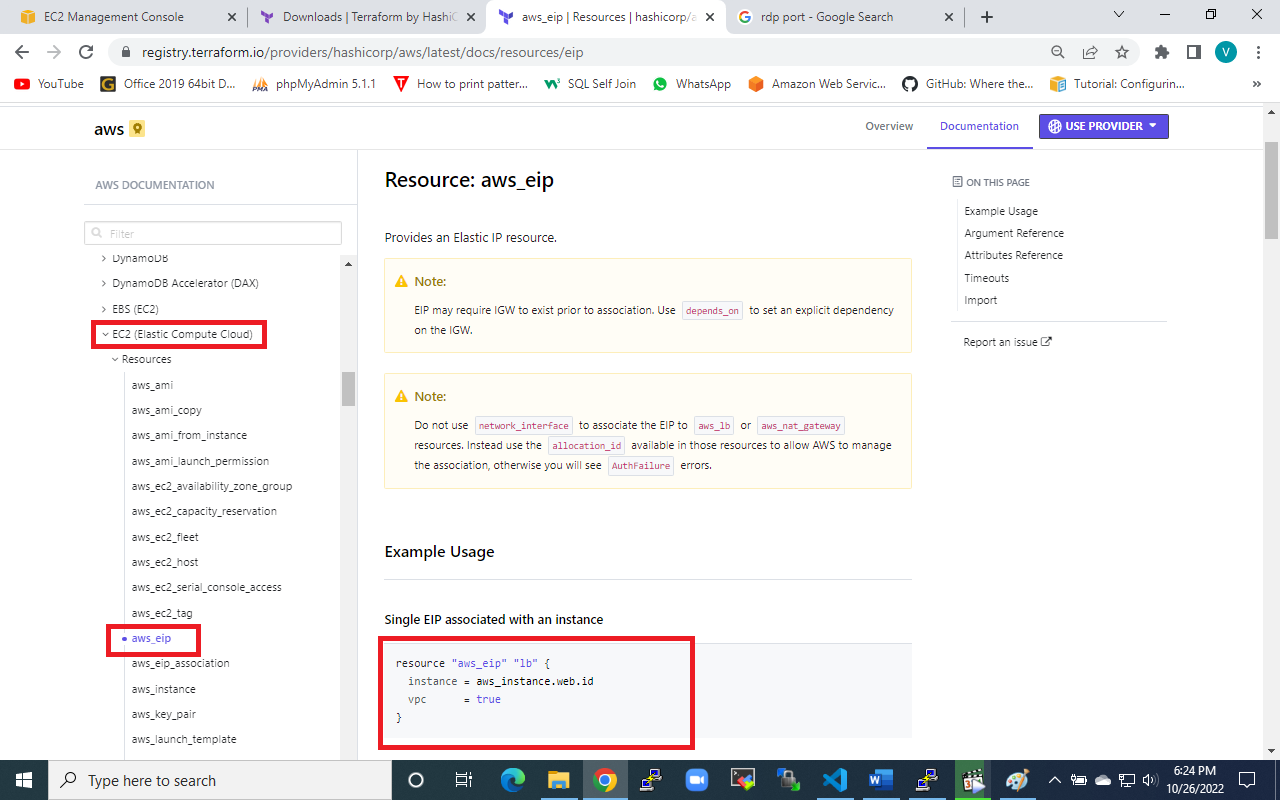 EC2 Management Console
Downloads | Terraform by HashiC
aws_eip | Resources | hashicorp/a
rdp port - Google Search
registry.terraform.io/providers/hashicorp/aws/latest/docs/resources/eip
V
YouTube
Office 2019 64bit D...
phpMyAdmin 5.1.1
How to print patter...
SQL Self Join
WhatsApp
Amazon Web Servic...
GitHub: Where the...
Tutorial: Configurin...
»
aws
Overview
Documentation
USE PROVIDER
AWS DOCUMENTATION
Filter
DynamoDB
DynamoDB Accelerator (DAX)
EBS (EC2)
EC2 (Elastic Compute Cloud)
Resources
aws_ami
aws_ami_copy
aws_ami_from_instance
aws_ami_launch_permission
aws_ec2_availability_zone_group
aws_ec2_capacity_reservation
aws_ec2_fleet
aws_ec2_host
aws_ec2_serial_console_access
aws_ec2_tag
aws_eip
aws_eip_association
aws_instance
aws_key_pair
aws_launch_template
Resource: aws_eip
Provides an Elastic IP resource.
Note:
EIP may require IGW to exist prior to association. Use depends_on to set an explicit dependency
on the IGW.
Note:
Do not use network_interface to associate the EIP to aws_lb or aws_nat_gateway
resources. Instead use the allocation_id available in those resources to allow AWS to manage
the association, otherwise you will see AuthFailure errors.
Example Usage
Single EIP associated with an instance
resource "aws_eip" "lb" {
instance = aws_instance.web.id
vpc = true
}
ON THIS PAGE
Example Usage
Argument Reference
Attributes Reference
Timeouts
Import
Report an issue
Type here to search
6:24 PM
10/26/2022